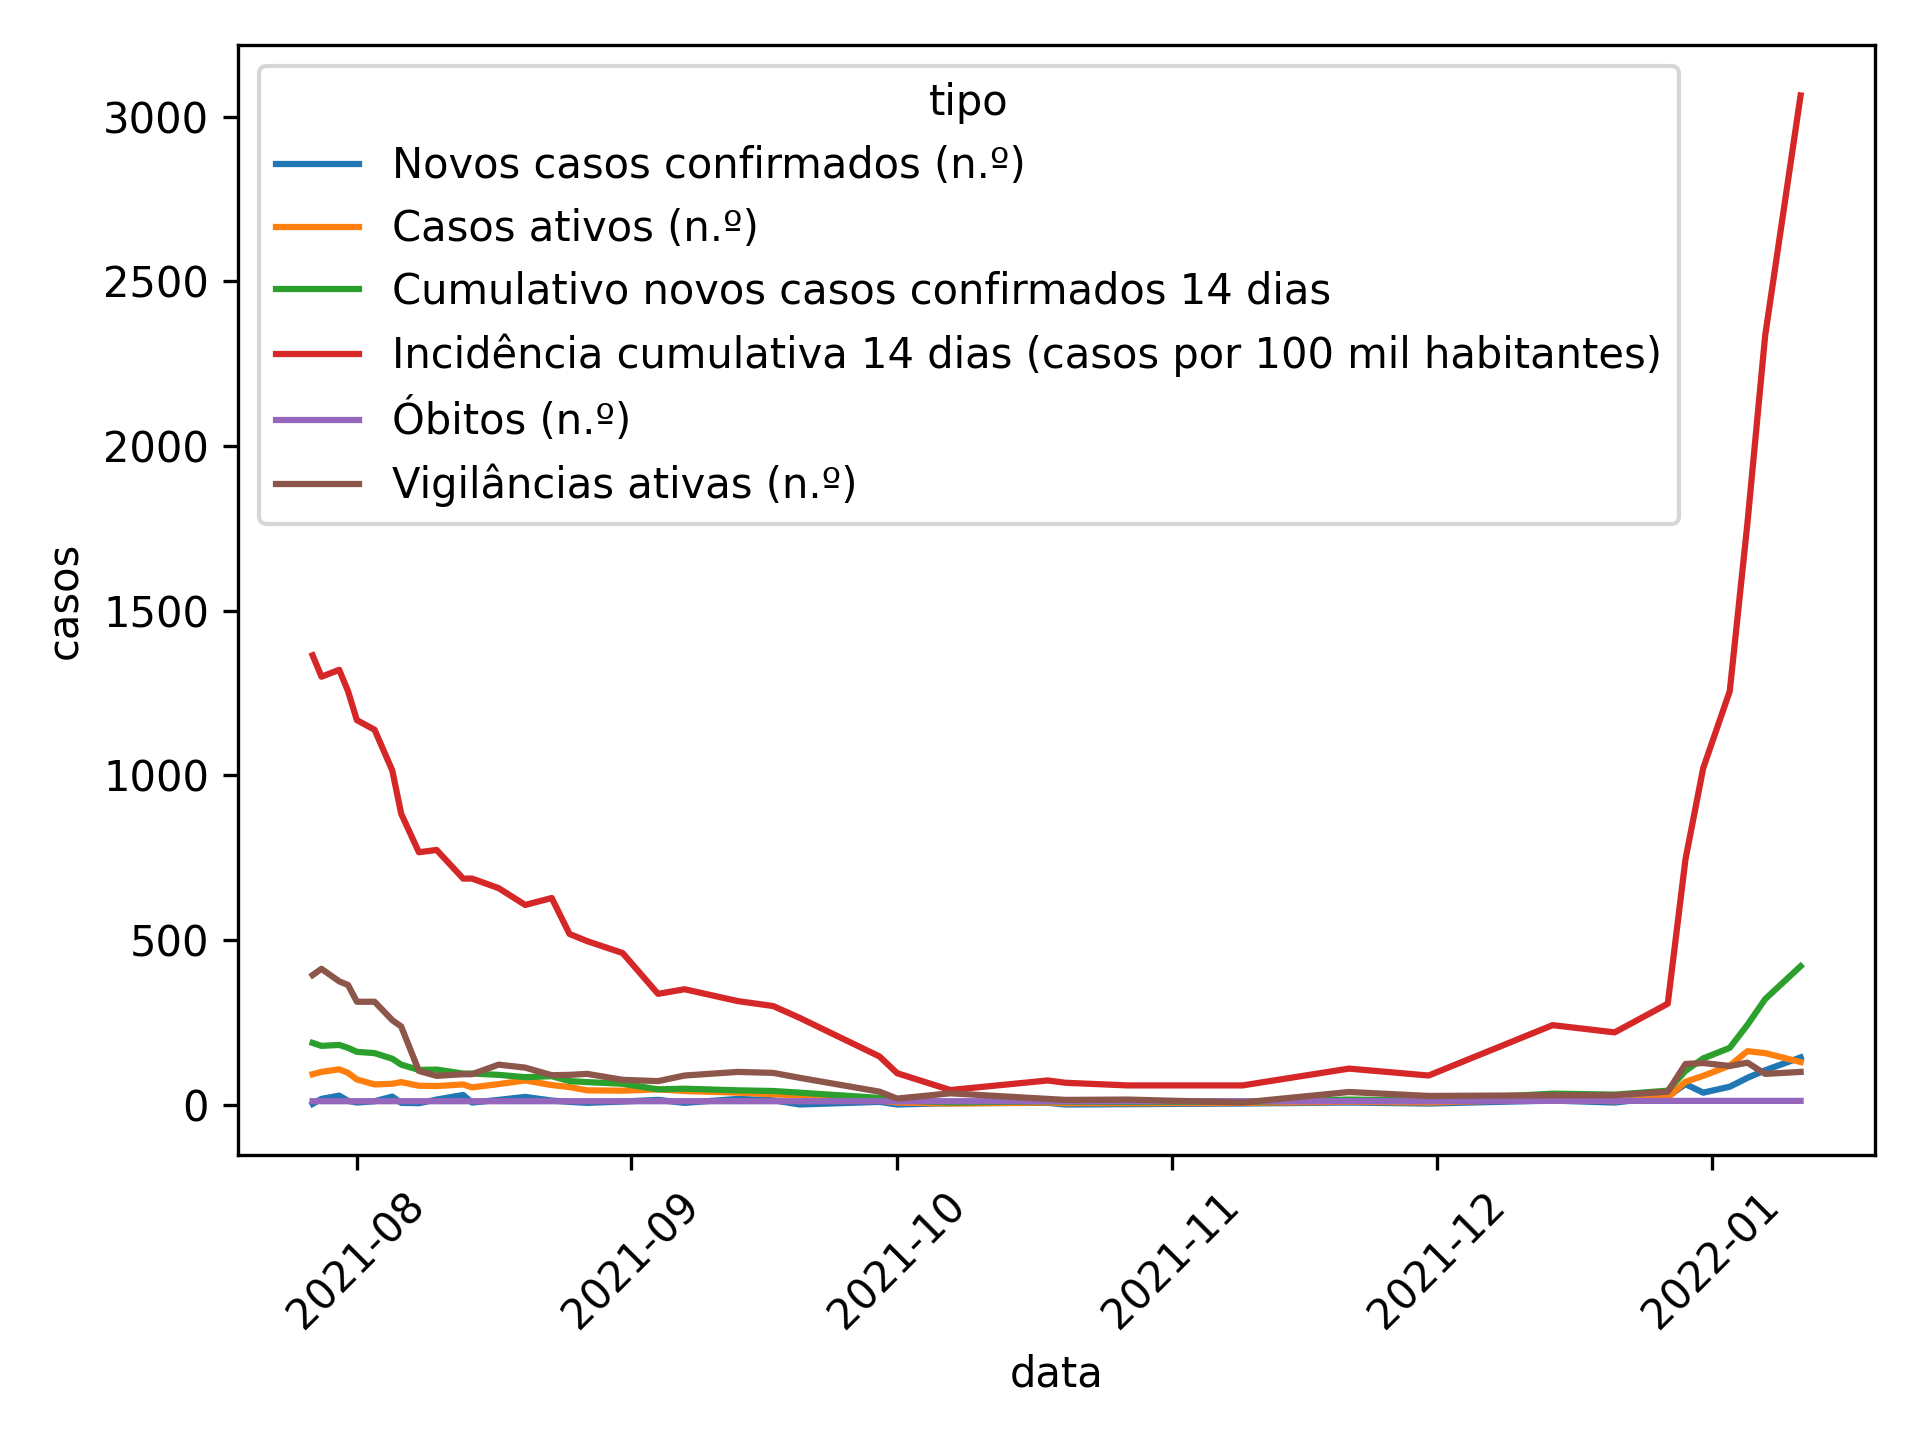 tipo
Novos casos confirmados (n.º)
Casos ativos (n.º)
Cumulativo novos casos confirmados 14 dias
Incidência cumulativa 14 dias (casos por 100 mil habitantes)
Óbitos (n.º)
Vigilâncias ativas (n.º)
3000
2500
2000
1500
1000
500
0
casos
2021-08
2021-09
2021-10
2021-11
2021-12
2022-01
data